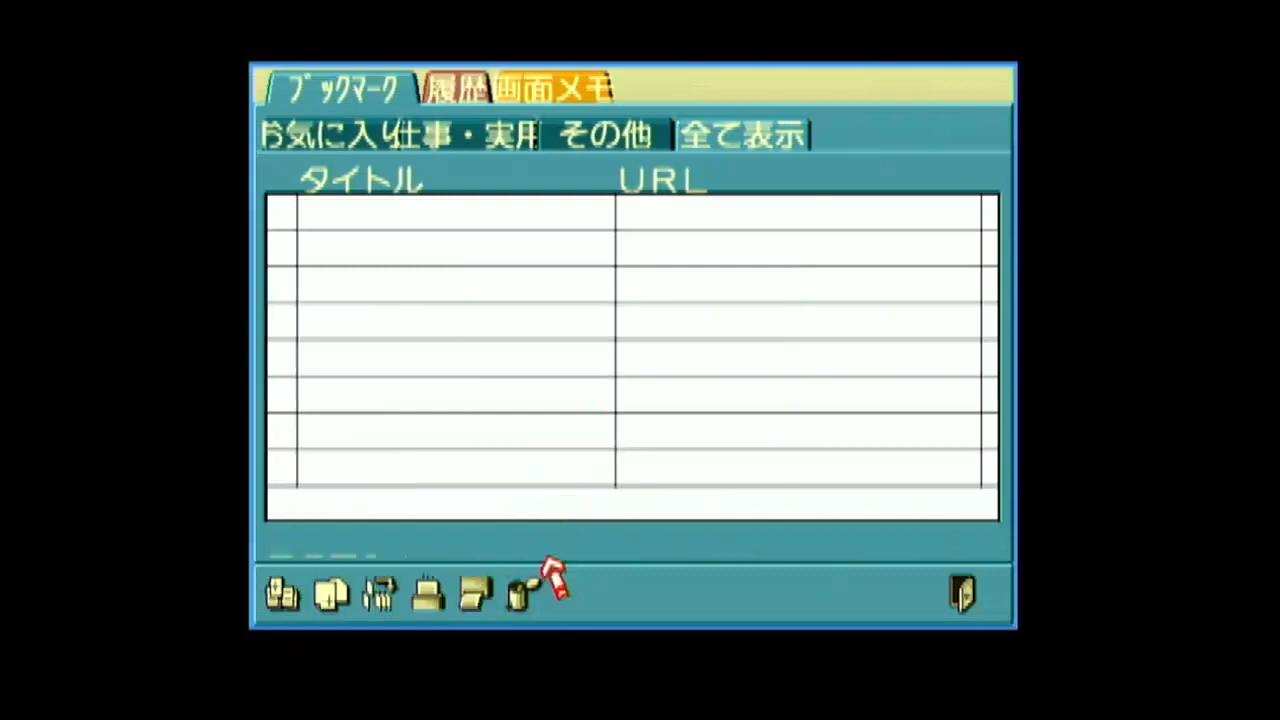 ブックマーク 履歴 画面メモ
お気に入り 仕事・実用 その他 全て表示
タイトル URL